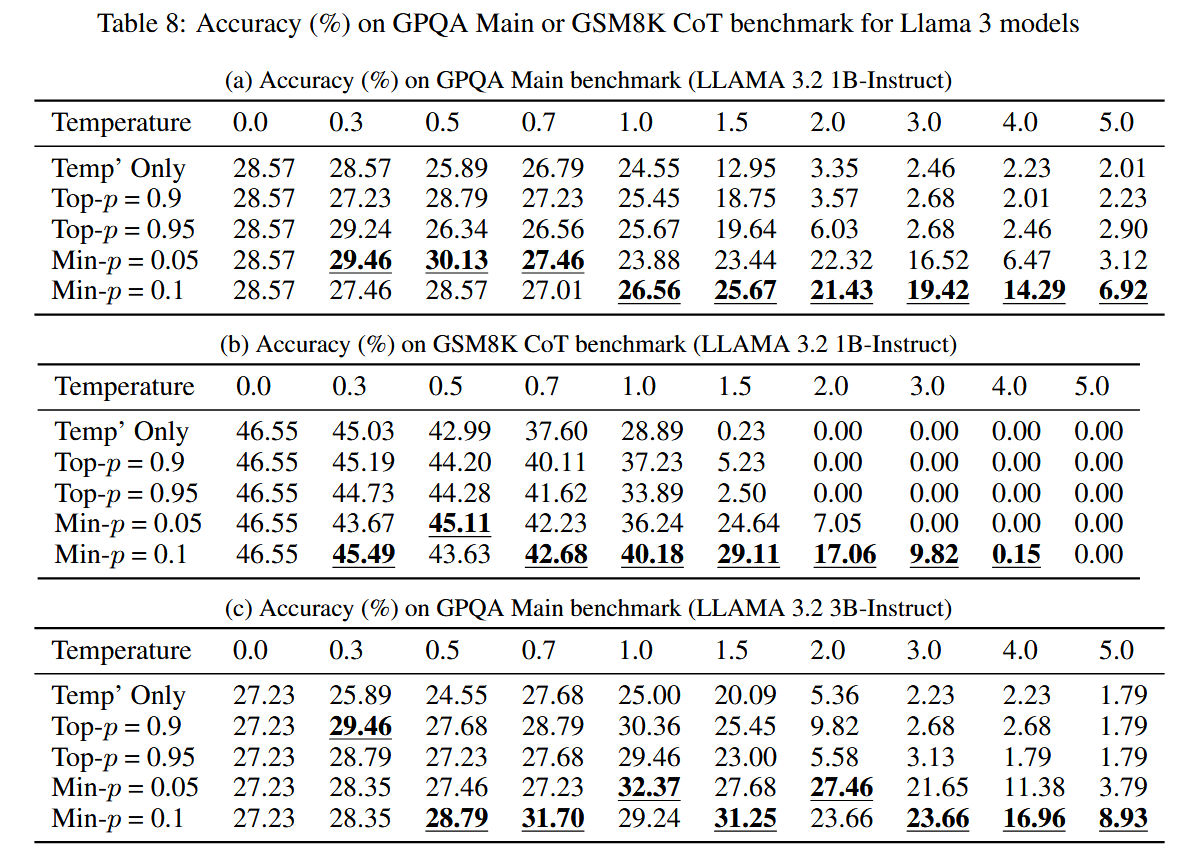 Table 8: Accuracy (%) on GPQA Main or GSM8K CoT benchmark for Llama 3 models
(a) Accuracy (%) on GPQA Main benchmark (LLAMA 3.2 1B-Instruct)
Temperature 0.0 0.3 0.5 0.7 1.0 1.5 2.0 3.0 4.0 5.0
Temp' Only 28.57 28.57 25.89 26.79 24.55 12.95 3.35 2.46 2.23 2.01
Top-p = 0.9 28.57 27.23 28.79 27.23 25.45 18.75 3.57 2.68 2.01 2.23
Top-p = 0.95 28.57 29.24 26.34 26.56 25.67 19.64 6.03 2.68 2.46 2.90
Min-p = 0.05 28.57 29.46 30.13 27.46 23.88 23.44 22.32 16.52 6.47 3.12
Min-p = 0.1 28.57 27.46 28.57 27.01 26.56 25.67 21.43 19.42 14.29 6.92
(b) Accuracy (%) on GSM8K CoT benchmark (LLAMA 3.2 1B-Instruct)
Temperature 0.0 0.3 0.5 0.7 1.0 1.5 2.0 3.0 4.0 5.0
Temp' Only 46.55 45.03 42.99 37.60 28.89 0.23 0.00 0.00 0.00 0.00
Top-p = 0.9 46.55 45.19 44.20 40.11 37.23 5.23 0.00 0.00 0.00 0.00
Top-p = 0.95 46.55 44.73 44.28 41.62 33.89 2.50 0.00 0.00 0.00 0.00
Min-p = 0.05 46.55 43.67 45.11 42.23 36.24 24.64 7.05 0.00 0.00 0.00
Min-p = 0.1 46.55 45.49 43.63 42.68 40.18 29.11 17.06 9.82 0.15 0.00
(c) Accuracy (%) on GPQA Main benchmark (LLAMA 3.2 3B-Instruct)
Temperature 0.0 0.3 0.5 0.7 1.0 1.5 2.0 3.0 4.0 5.0
Temp' Only 27.23 25.89 24.55 27.68 25.00 20.09 5.36 2.23 2.23 1.79
Top-p = 0.9 27.23 29.46 27.68 28.79 30.36 25.45 9.82 2.68 2.68 1.79
Top-p = 0.95 27.23 28.79 27.23 27.68 29.46 23.00 5.58 3.13 1.79 1.79
Min-p = 0.05 27.23 28.35 27.46 27.23 32.37 27.68 27.46 21.65 11.38 3.79
Min-p = 0.1 27.23 28.35 28.79 31.70 29.24 31.25 23.66 23.66 16.96 8.93